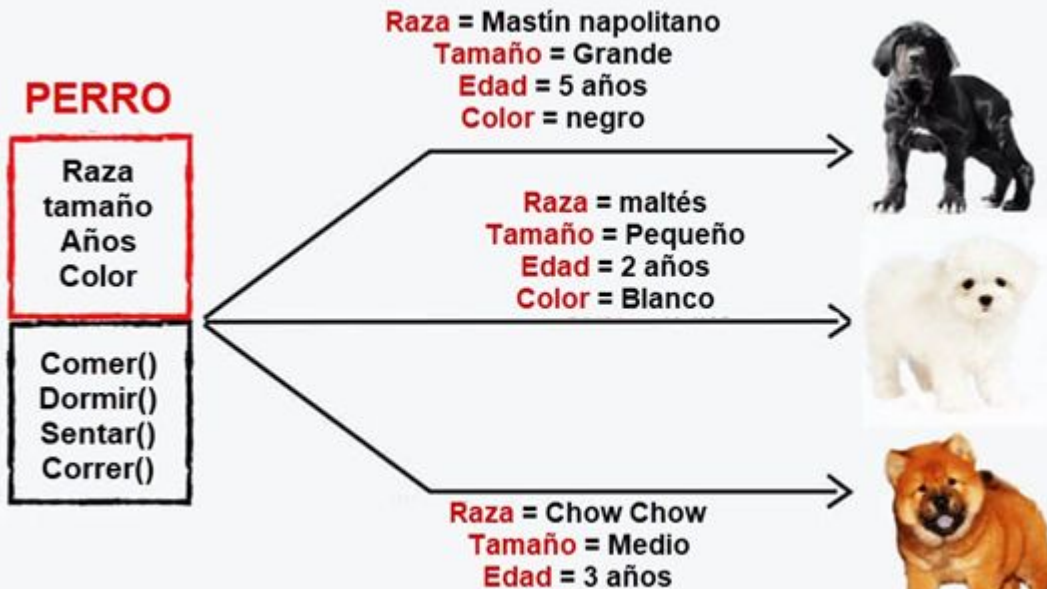 PERRO
Raza
tamaño
Años
Color
Comer()
Dormir()
Sentar()
Correr()
Raza = Mastín napolitano
Tamaño = Grande
Edad = 5 años
Color = negro
Raza = maltés
Tamaño = Pequeño
Edad = 2 años
Color = Blanco
Raza = Chow Chow
Tamaño = Medio
Edad = 3 años